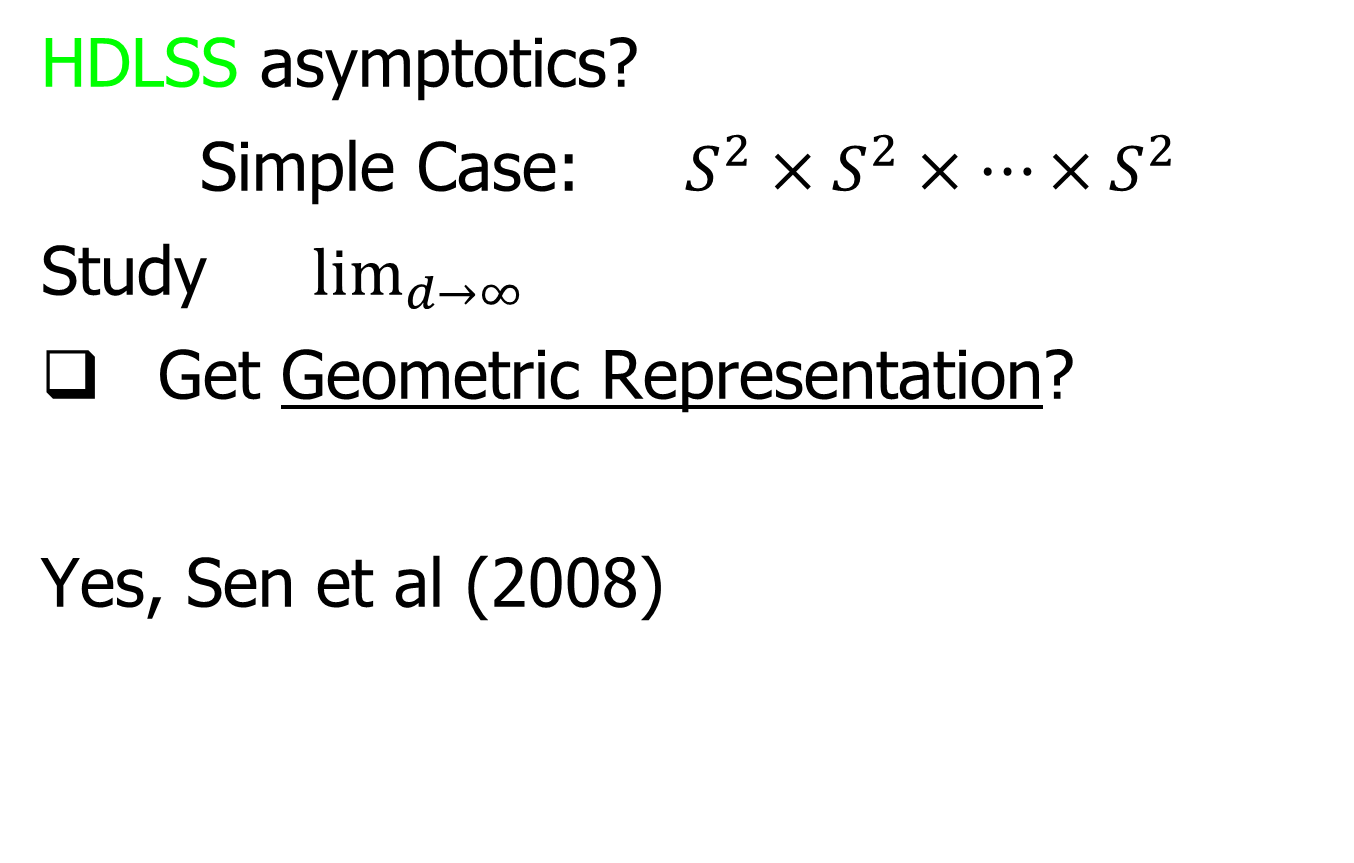 HDLSS asymptotics?
Simple Case: 𝑆² × 𝑆² × ⋯ × 𝑆²
Study lim_{𝑑→∞}
❑ Get Geometric Representation?
Yes, Sen et al (2008)